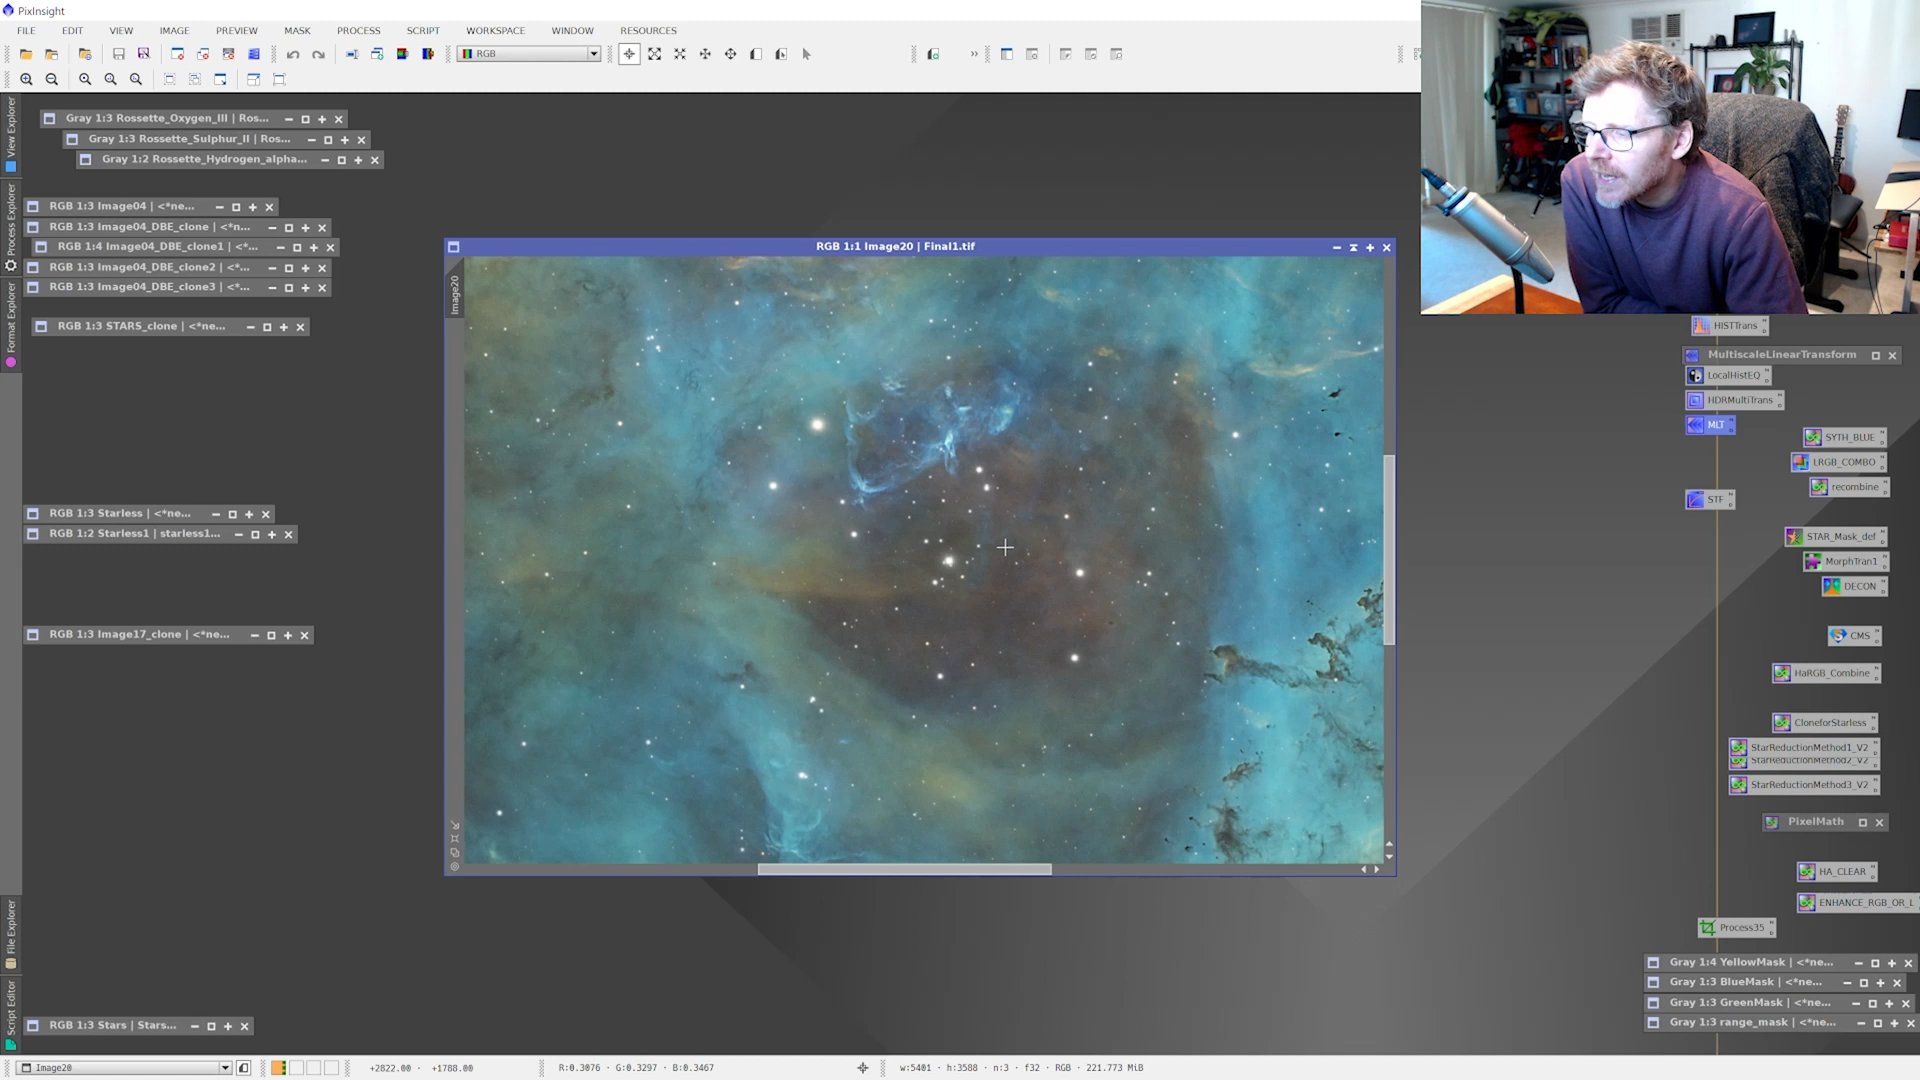 PixInsight
FILE EDIT VIEW IMAGE PREVIEW MASK PROCESS SCRIPT WORKSPACE WINDOW RESOURCES
RGB
View Explorer
Process Explorer
Format Explorer
File Explorer
Script Editor
Gray 1:3 Rossette_Oxygen_III | Ros...
Gray 1:3 Rossette_Sulphur_II | Ros...
Gray 1:2 Rossette_Hydrogen_alpha...
RGB 1:3 Image04 | <*ne...
RGB 1:3 Image04_DBE_clone | <*n...
RGB 1:4 Image04_DBE_clone1 | <*...
RGB 1:3 Image04_DBE_clone2 | <*...
RGB 1:3 Image04_DBE_clone3 | <*...
RGB 1:3 STARS_clone | <*ne...
RGB 1:3 Starless | <*ne...
RGB 1:2 Starless1 | starless1...
RGB 1:3 Image17_clone | <*ne...
RGB 1:3 Stars | Stars...
RGB 1:1 Image20 | Final1.tif
Image20
HISTTrans
MultiscaleLinearTransform
LocalHistEQ
HDRMultiTrans
MLT
SYTH_BLUE
LRGB_COMBO
recombine
STF
STAR_Mask_def
MorphTran1
DECON
CMS
HaRGB_Combine
CloneforStarless
StarReductionMethod1_V2
StarReductionMethod2_V2
StarReductionMethod3_V2
PixelMath
HA_CLEAR
ENHANCE_RGB_OR_L
Process35
Gray 1:4 YellowMask | <*ne...
Gray 1:3 BlueMask | <*ne...
Gray 1:3 GreenMask | <*ne...
Gray 1:3 range_mask | <*ne...
Image20
+2822.00 · +1788.00
R:0.3076 · G:0.3297 · B:0.3467
w:5401 · h:3588 · n:3 · f32 · RGB · 221.773 MiB